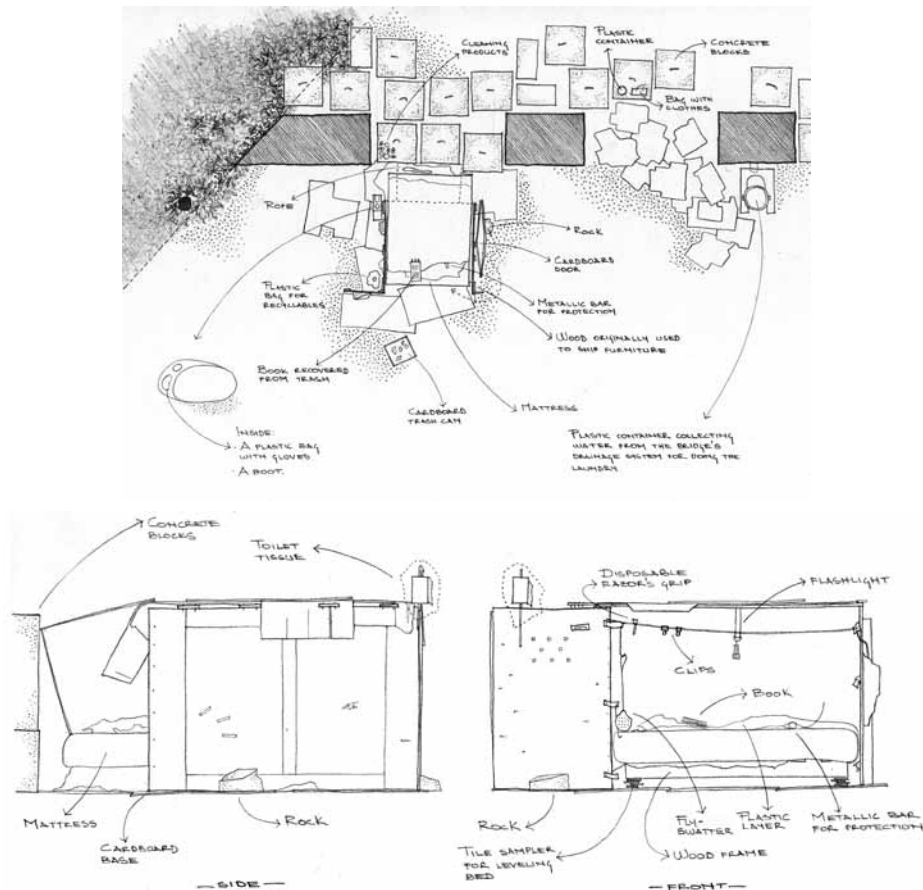 CLEANING
PRODUCTS
PLASTIC
CONTAINER
CONCRETE
BLOCKS
BAG WITH
CLOTHES
ROPE
ROCK
CARDBOARD
DOOR
PLASTIC
BAG FOR
RECYLLABLES
METALLIC BAR
FOR PROTECTION
WOOD ORIGINALLY USED
TO SHIP FURNITURE
BOOK RECOVERED
FROM TRASH
MATTRESS
CARDBOARD
TRASH CAN
INSIDE:
· A PLASTIC BAG
WITH GLOVES
· A BOOT.
PLASTIC CONTAINER COLLECTING
WATER FROM THE BRIDGE'S
DRAINAGE SYSTEM FOR DOING THE
LAUNDRY
CONCRETE
BLOCKS
TOILET
TISSUE
DISPOSABLE
RAZOR'S GRIP
FLASHLIGHT
CLIPS
BOOK
MATTRESS
ROCK
CARDBOARD
BASE
ROCK
TILE SAMPLER
FOR LEVELING
BED
FLY-
SWATTER
PLASTIC
LAYER
METALLIC BAR
FOR PROTECTION
WOOD FRAME
— SIDE —
— FRONT —